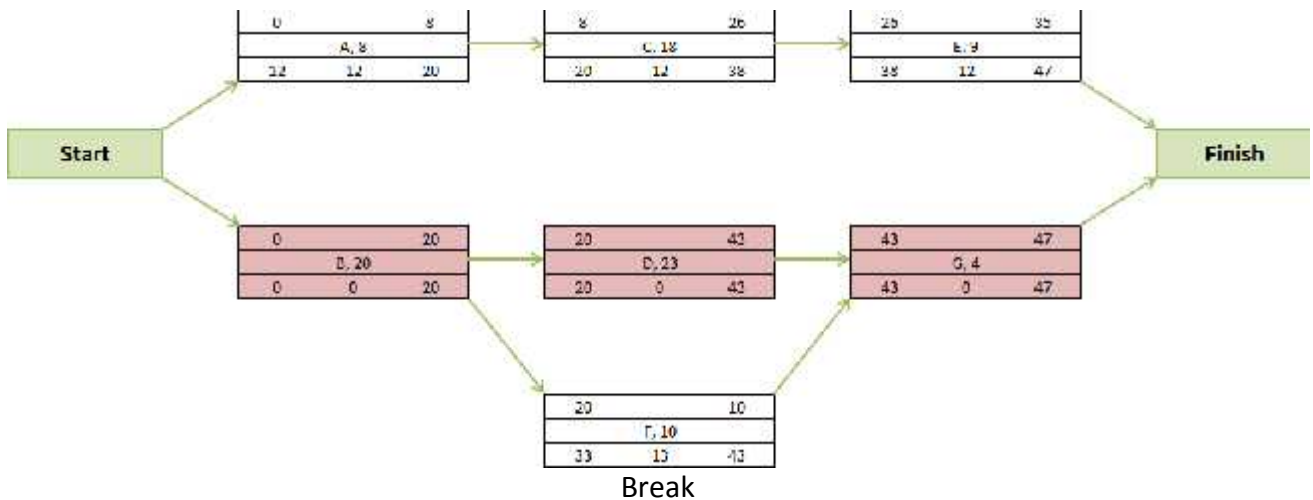 0 8 8 26 26 35
A, 8 C, 18 E, 9
12 12 20 20 12 38 38 12 47
Start Finish
0 20 20 43 43 47
B, 20 D, 23 G, 4
0 0 20 20 0 43 43 0 47
20 10
F, 10
33 13 43
Break